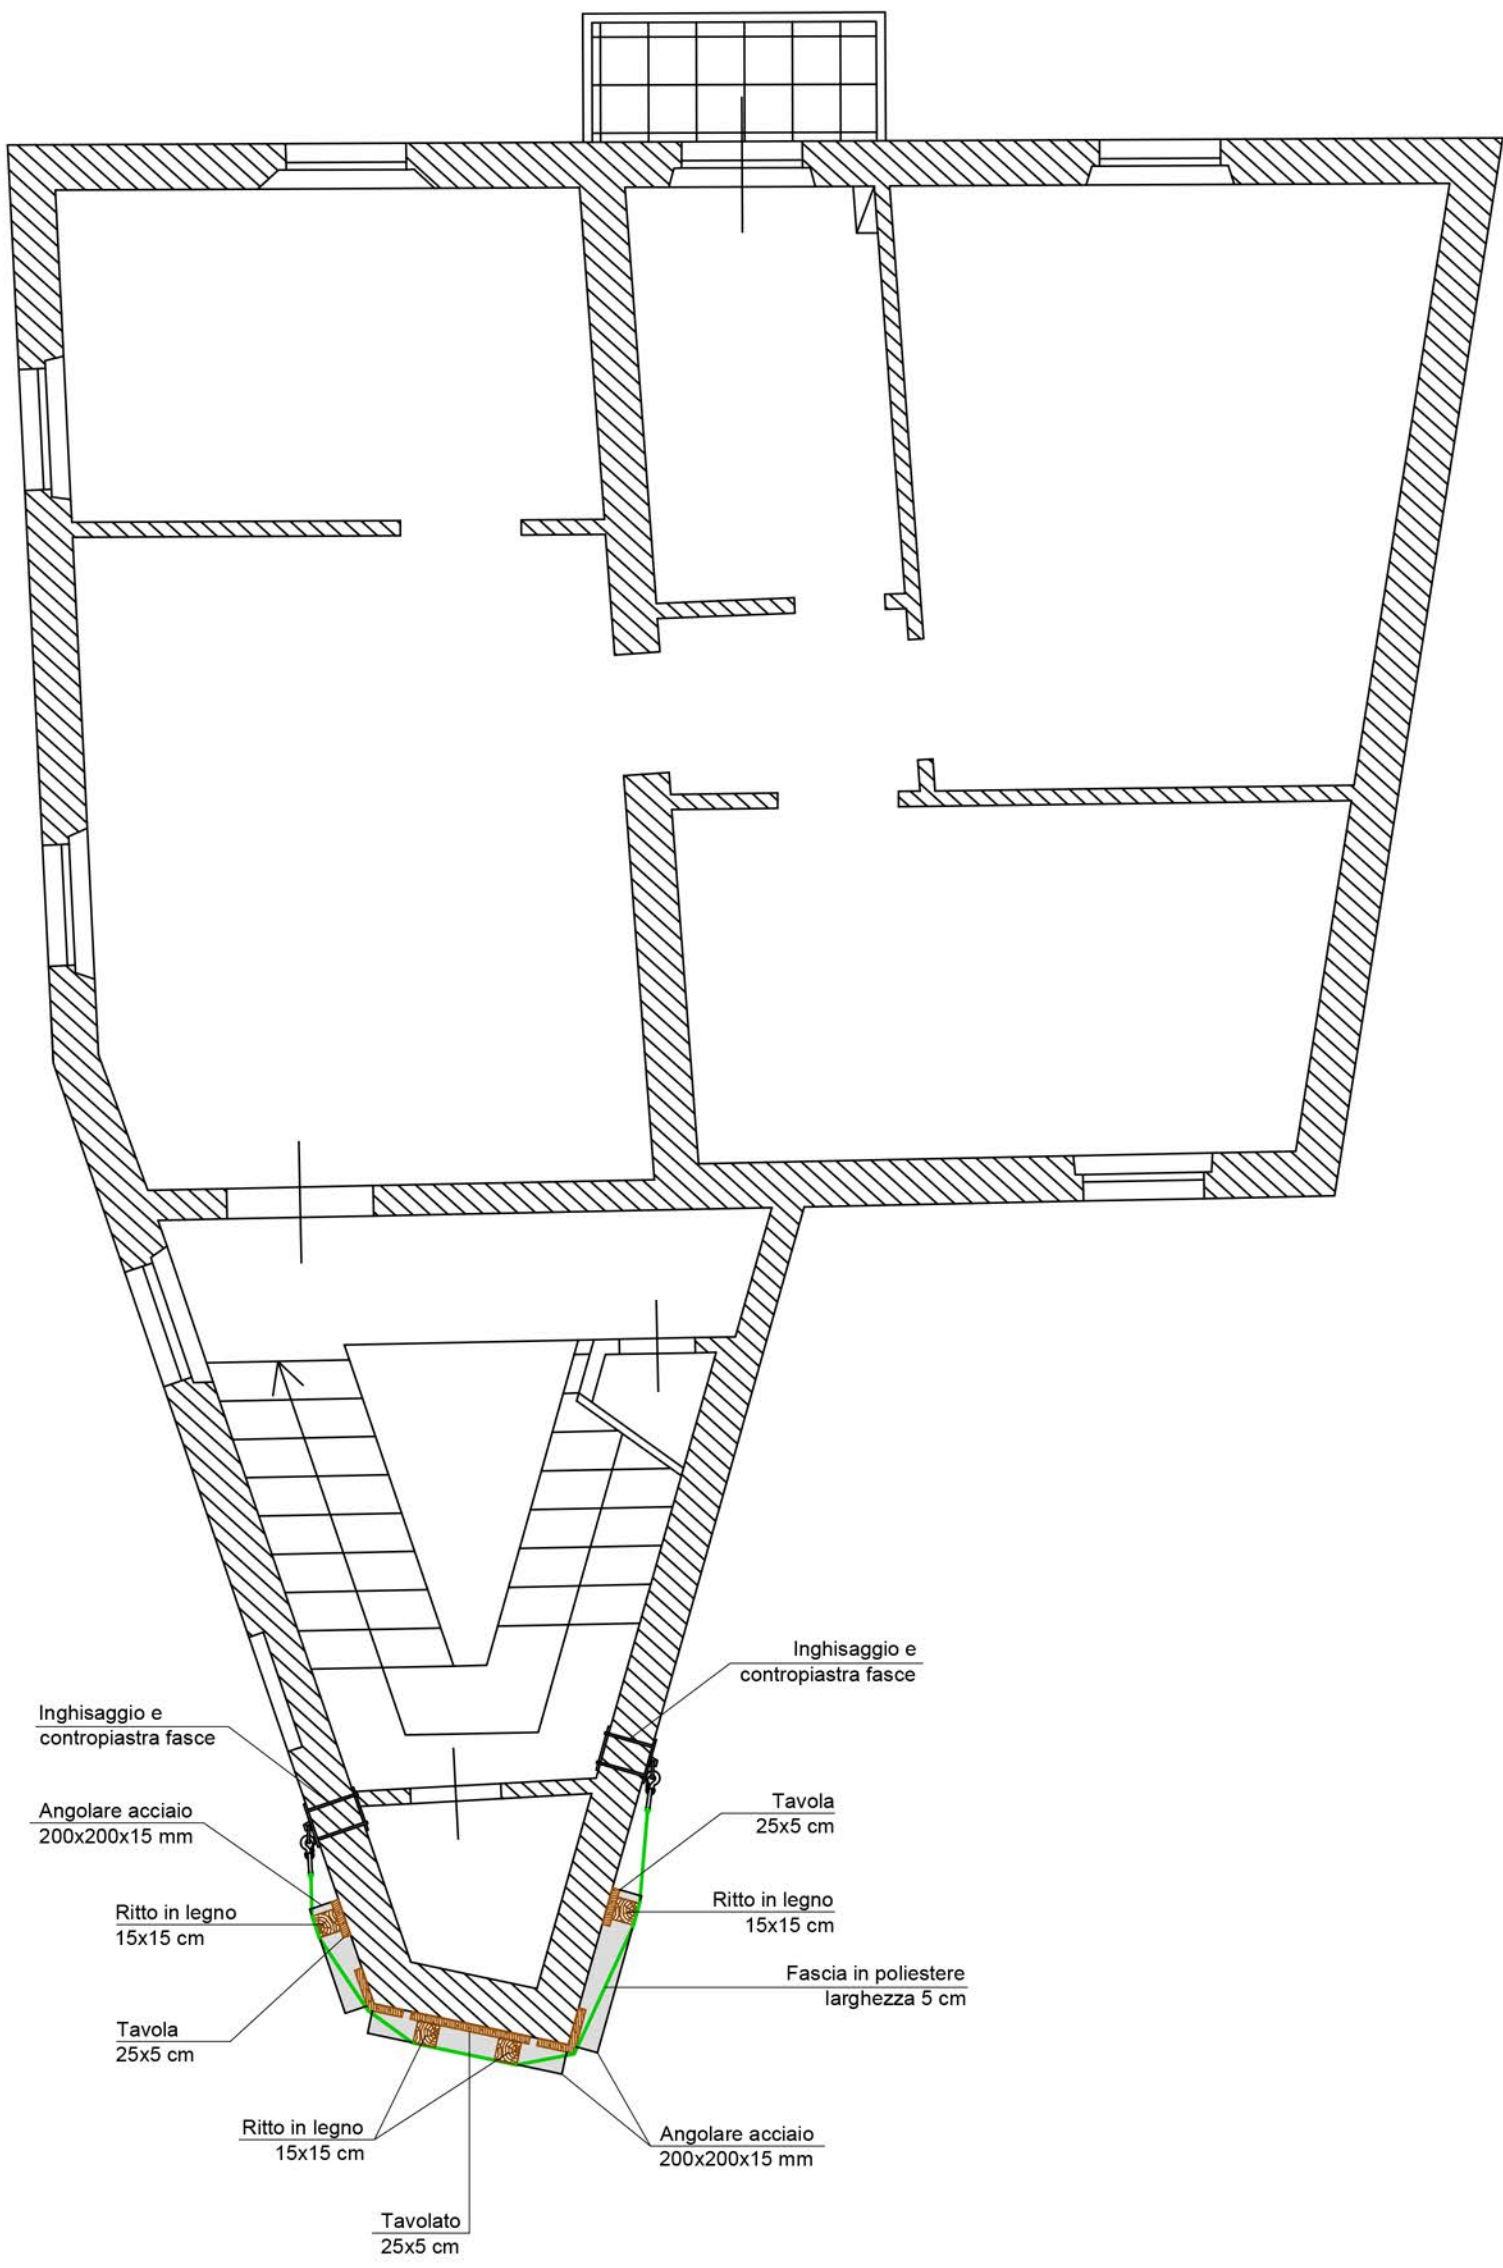 Inghisaggio e
contropiastra fasce
Inghisaggio e
contropiastra fasce
Angolare acciaio
200x200x15 mm
Tavola
25x5 cm
Ritto in legno
15x15 cm
Ritto in legno
15x15 cm
Fascia in poliestere
larghezza 5 cm
Tavola
25x5 cm
Ritto in legno
15x15 cm
Angolare acciaio
200x200x15 mm
Tavolato
25x5 cm